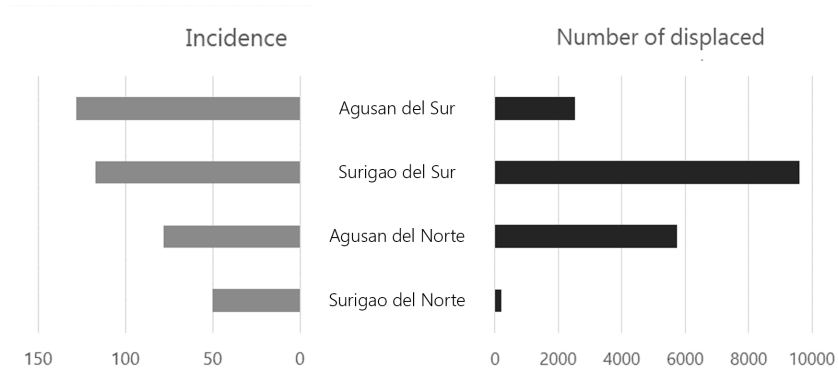 Incidence
Number of displaced
Agusan del Sur
Surigao del Sur
Agusan del Norte
Surigao del Norte
150 100 50 0
0 2000 4000 6000 8000 10000